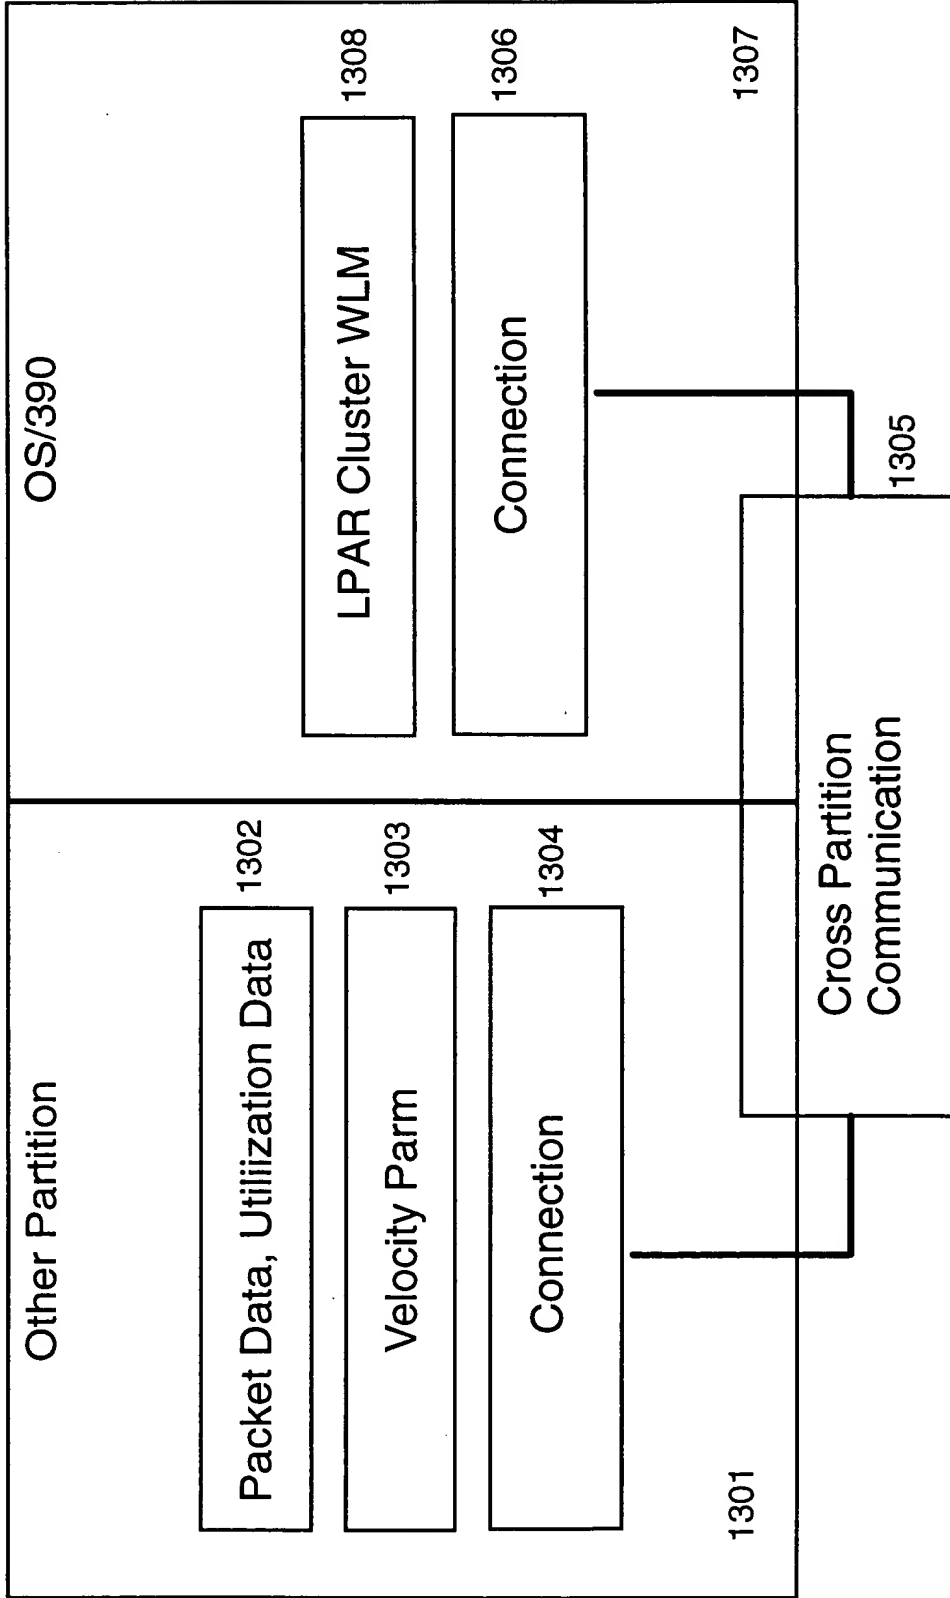 Other Partition
Packet Data, Utiliization Data
1302
Velocity Parm
1303
Connection
1304
1301
OS/390
LPAR Cluster WLM
1308
Connection
1306
1307
Cross Partition
Communication
1305